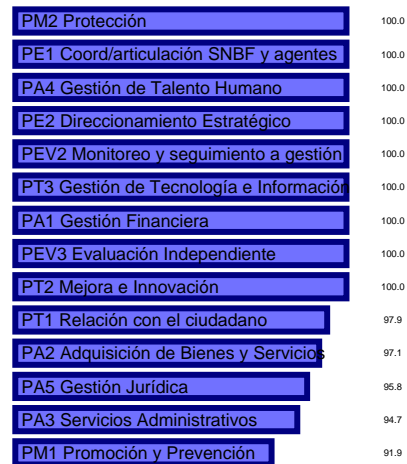 PM2 Protección 100.0
PE1 Coord/articulación SNBF y agentes 100.0
PA4 Gestión de Talento Humano 100.0
PE2 Direccionamiento Estratégico 100.0
PEV2 Monitoreo y seguimiento a gestión 100.0
PT3 Gestión de Tecnología e Información 100.0
PA1 Gestión Financiera 100.0
PEV3 Evaluación Independiente 100.0
PT2 Mejora e Innovación 100.0
PT1 Relación con el ciudadano 97.9
PA2 Adquisición de Bienes y Servicios 97.1
PA5 Gestión Jurídica 95.8
PA3 Servicios Administrativos 94.7
PM1 Promoción y Prevención 91.9